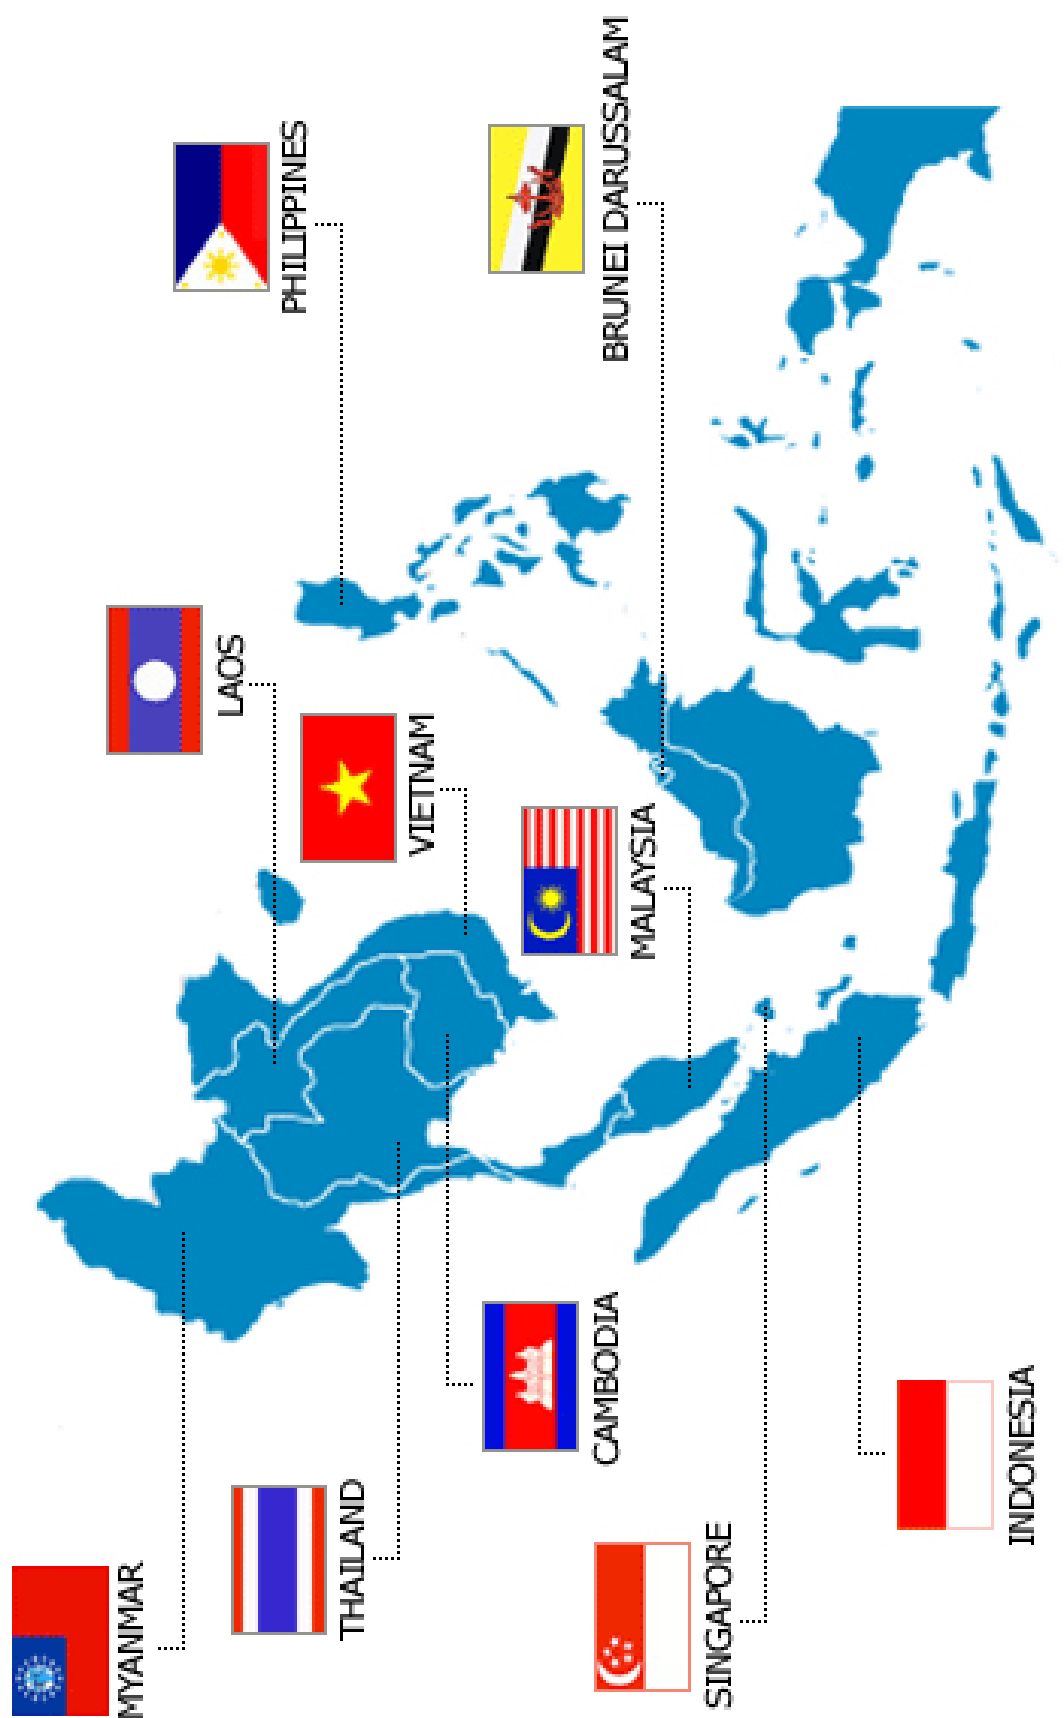 MYANMAR
LAOS
PHILIPPINES
THAILAND
VIETNAM
CAMBODIA
MALAYSIA
BRUNEI DARUSSALAM
SINGAPORE
INDONESIA